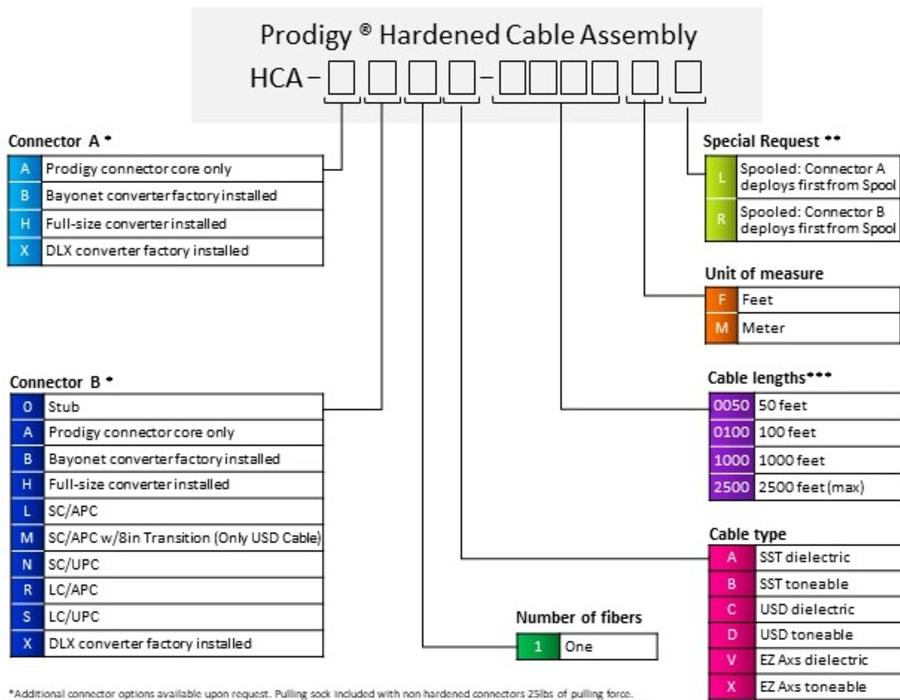 Prodigy ® Hardened Cable Assembly
HCA– –
Connector A *
A Prodigy connector core only
B Bayonet converter factory installed
H Full-size converter installed
X DLX converter factory installed
Special Request **
L Spooled: Connector A
deploys first from Spool
R Spooled: Connector B
deploys first from Spool
Unit of measure
F Feet
M Meter
Connector B *
0 Stub
A Prodigy connector core only
B Bayonet converter factory installed
H Full-size converter installed
L SC/APC
M SC/APC w/8in Transition (Only USD Cable)
N SC/UPC
R LC/APC
S LC/UPC
X DLX converter factory installed
Cable lengths***
0050 50 feet
0100 100 feet
1000 1000 feet
2500 2500 feet (max)
Number of fibers
1 One
Cable type
A SST dielectric
B SST toneable
C USD dielectric
D USD toneable
V EZ Axs dielectric
X EZ Axs toneable
*Additional connector options available upon request. Pulling sock included with non hardened connectors 25lbs of pulling force.